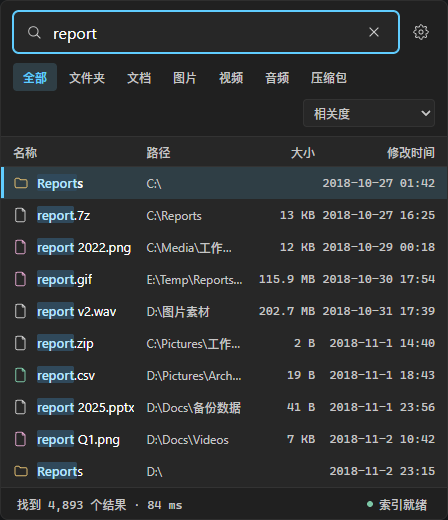 report
全部 文件夹 文档 图片 视频 音频 压缩包
相关度
名称 路径 大小 修改时间
Reports C:\ 2018-10-27 01:42
report.7z C:\Reports 13 KB 2018-10-27 16:25
report 2022.png C:\Media\工作... 12 KB 2018-10-29 00:18
report.gif E:\Temp\Reports... 115.9 MB 2018-10-30 17:54
report v2.wav D:\图片素材 202.7 MB 2018-10-31 17:39
report.zip C:\Pictures\工作... 2 B 2018-11-1 14:40
report.csv D:\Pictures\Arch... 19 B 2018-11-1 18:43
report 2025.pptx D:\Docs\备份数据 41 B 2018-11-1 23:56
report Q1.png D:\Docs\Videos 7 KB 2018-11-2 10:42
Reports D:\ 2018-11-2 23:15
找到 4,893 个结果 · 84 ms 索引就绪